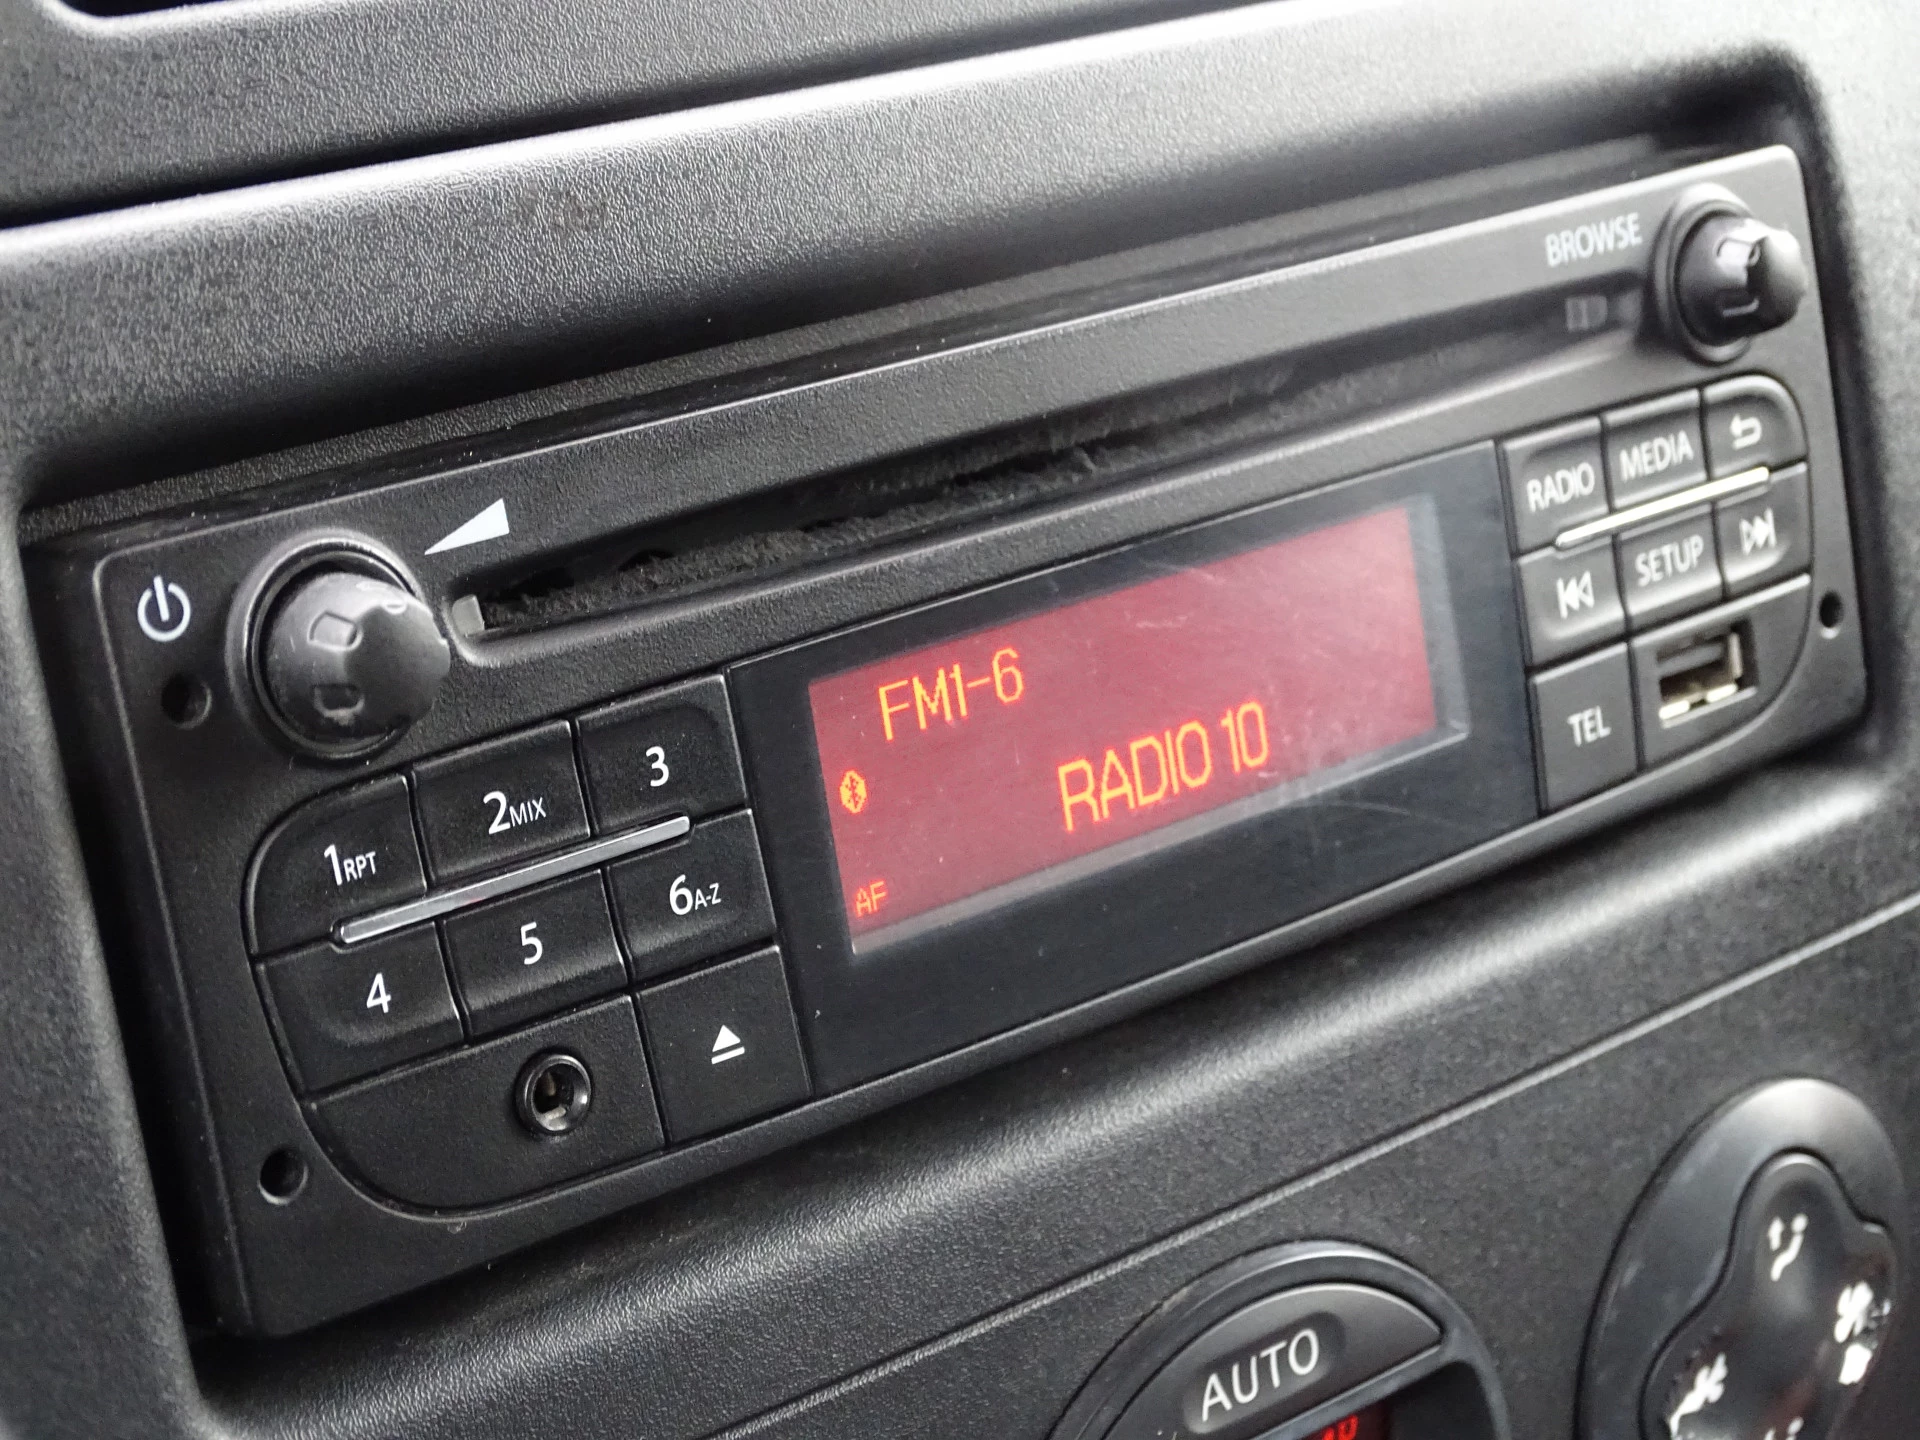 BROWSE
RADIO
MEDIA
SETUP
TEL
FM1-6
RADIO 10
AF
1RPT
2MIX
3
4
5
6A-Z
AUTO